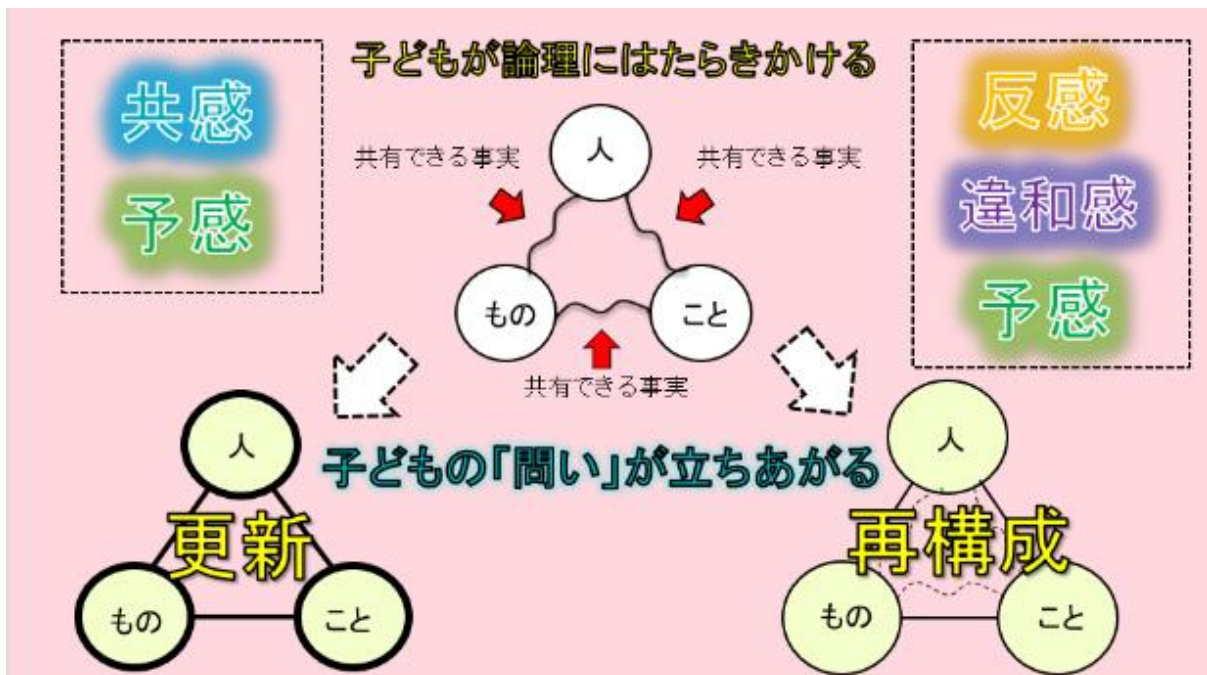 子どもが論理にはたらきかける
共感
予感
反感
違和感
予感
人
共有できる事実
共有できる事実
もの
こと
共有できる事実
子どもの「問い」が立ちあがる
人
更新
もの
こと
人
再構成
もの
こと